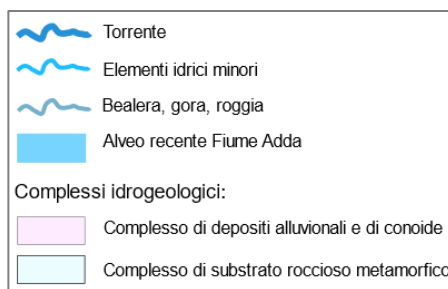 Torrente
Elementi idrici minori
Bealera, gora, roggia
Alveo recente Fiume Adda
Complessi idrogeologici:
Complesso di depositi alluvionali e di conoide
Complesso di substrato roccioso metamorfico